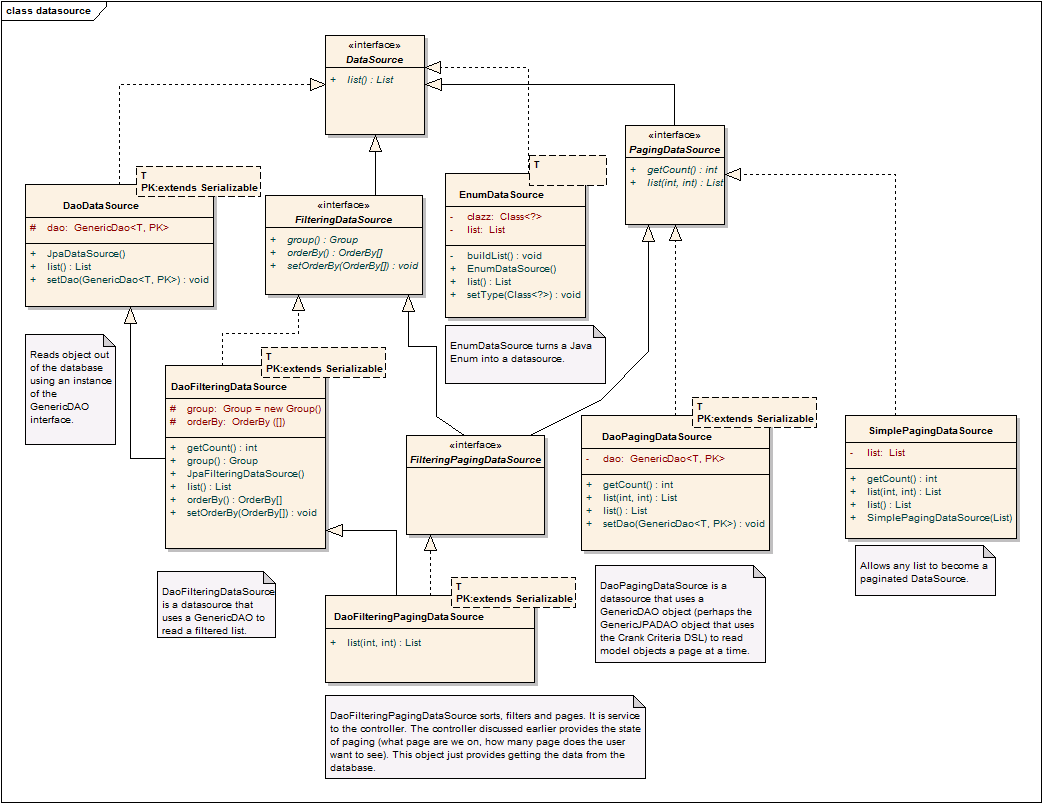 class datasource
«interface»
DataSource
+ list() : List
«interface»
PagingDataSource
+ getCount() : int
+ list(int, int) : List
T
PK:extends Serializable
DaoDataSource
# dao: GenericDao<T, PK>
+ JpaDataSource()
+ list() : List
+ setDao(GenericDao<T, PK>) : void
«interface»
FilteringDataSource
+ group() : Group
+ orderBy() : OrderBy[]
+ setOrderBy(OrderBy[]) : void
T
EnumDataSource
- clazz: Class<?>
- list: List
- buildList() : void
+ EnumDataSource()
+ list() : List
+ setType(Class<?>) : void
Reads object out
of the database
using an instance
of the
GenericDAO
interface.
EnumDataSource turns a Java
Enum into a datasource.
T
PK:extends Serializable
DaoFilteringDataSource
# group: Group = new Group()
# orderBy: OrderBy ([])
+ getCount() : int
+ group() : Group
+ JpaFilteringDataSource()
+ list() : List
+ orderBy() : OrderBy[]
+ setOrderBy(OrderBy[]) : void
«interface»
FilteringPagingDataSource
T
PK:extends Serializable
DaoPagingDataSource
- dao: GenericDao<T, PK>
+ getCount() : int
+ list(int, int) : List
+ list() : List
+ setDao(GenericDao<T, PK>) : void
SimplePagingDataSource
- list: List
+ getCount() : int
+ list(int, int) : List
+ list() : List
+ SimplePagingDataSource(List)
DaoFilteringDataSource
is a datasource that
uses a GenericDAO to
read a filtered list.
T
PK:extends Serializable
DaoFilteringPagingDataSource
+ list(int, int) : List
DaoPagingDataSource is a
datasource that uses a
GenericDAO object (perhaps the
GenericJPADAO object that uses
the Crank Criteria DSL) to read
model objects a page at a time.
Allows any list to become a
paginated DataSource.
DaoFilteringPagingDataSource sorts, filters and pages. It is service
to the controller. The controller discussed earlier provides the state
of paging (what page are we on, how many page does the user
want to see). This object just provides getting the data from the
database.